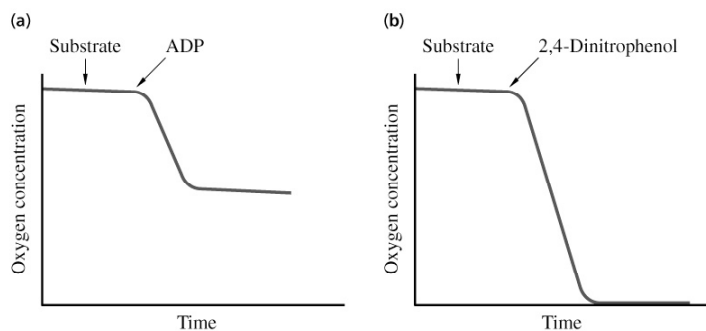 (a)
Substrate ADP
Oxygen concentration
Time
(b)
Substrate 2,4-Dinitrophenol
Oxygen concentration
Time